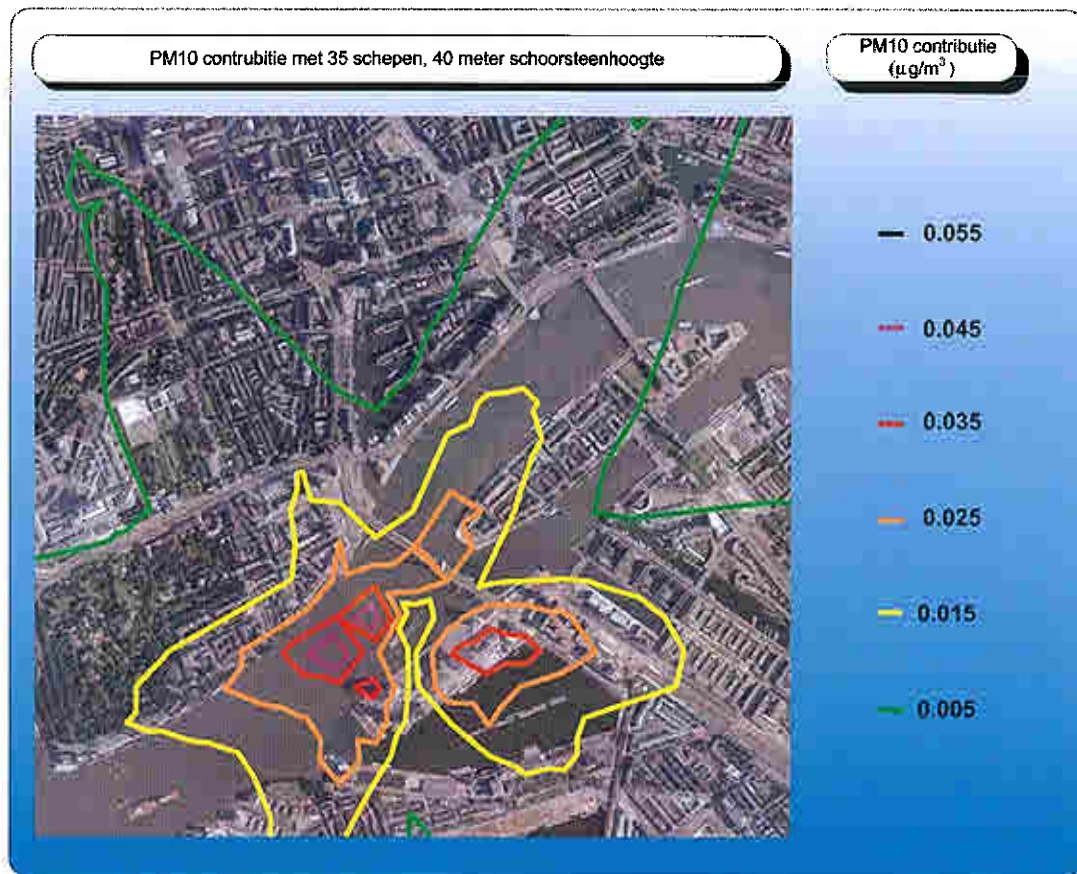 PM10 contrubitie met 35 schepen, 40 meter schoorsteenhoogte
PM10 contributie
(μg/m³)
0.055
0.045
0.035
0.025
0.015
0.005